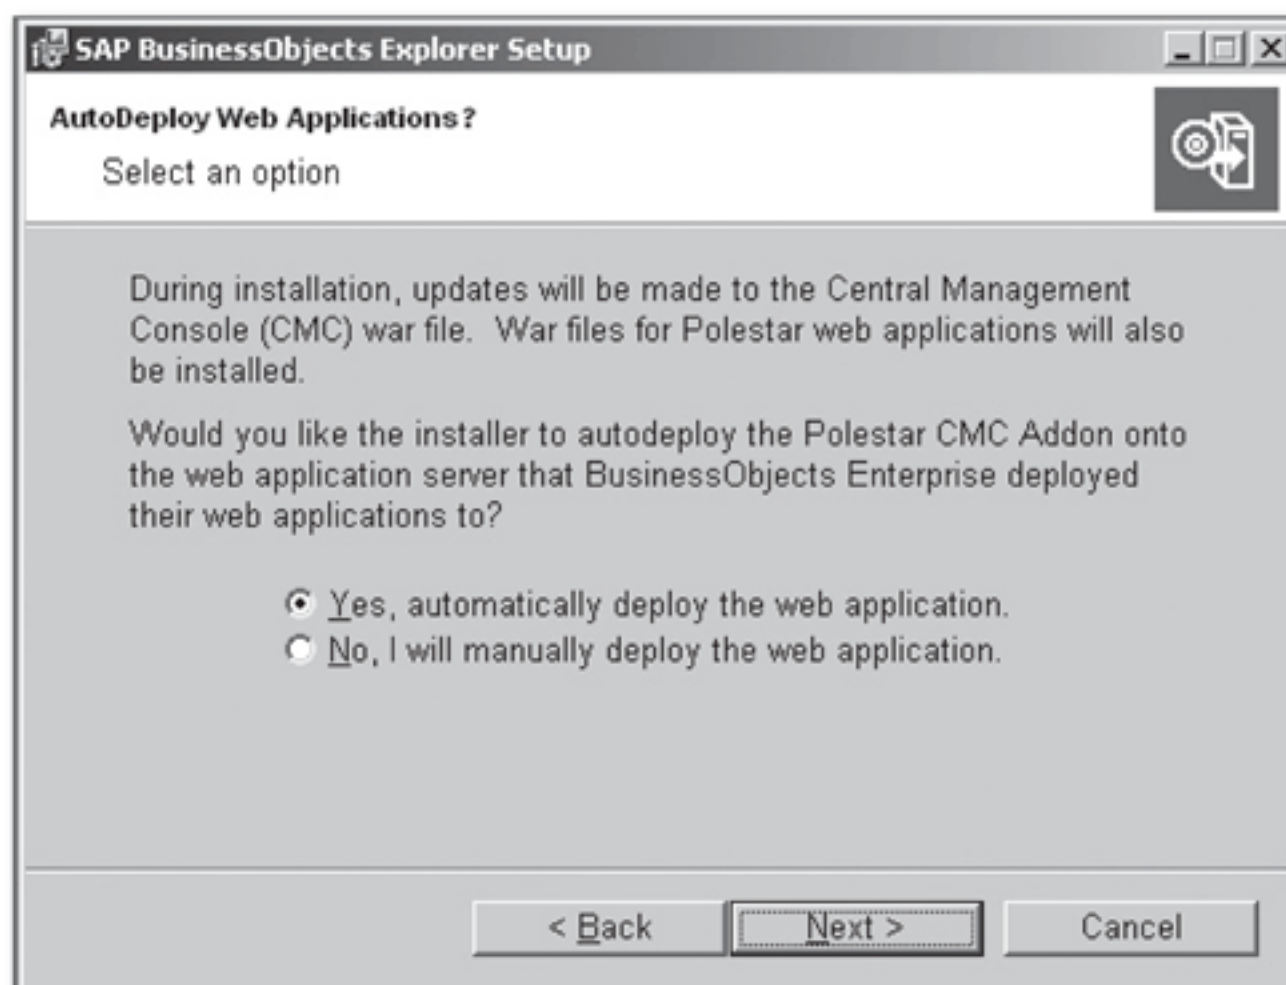 SAP BusinessObjects Explorer Setup
AutoDeploy Web Applications?
Select an option
During installation, updates will be made to the Central Management
Console (CMC) war file.  War files for Polestar web applications will also
be installed.
Would you like the installer to autodeploy the Polestar CMC Addon onto
the web application server that BusinessObjects Enterprise deployed
their web applications to?
Yes, automatically deploy the web application.
No, I will manually deploy the web application.
< Back
Next >
Cancel